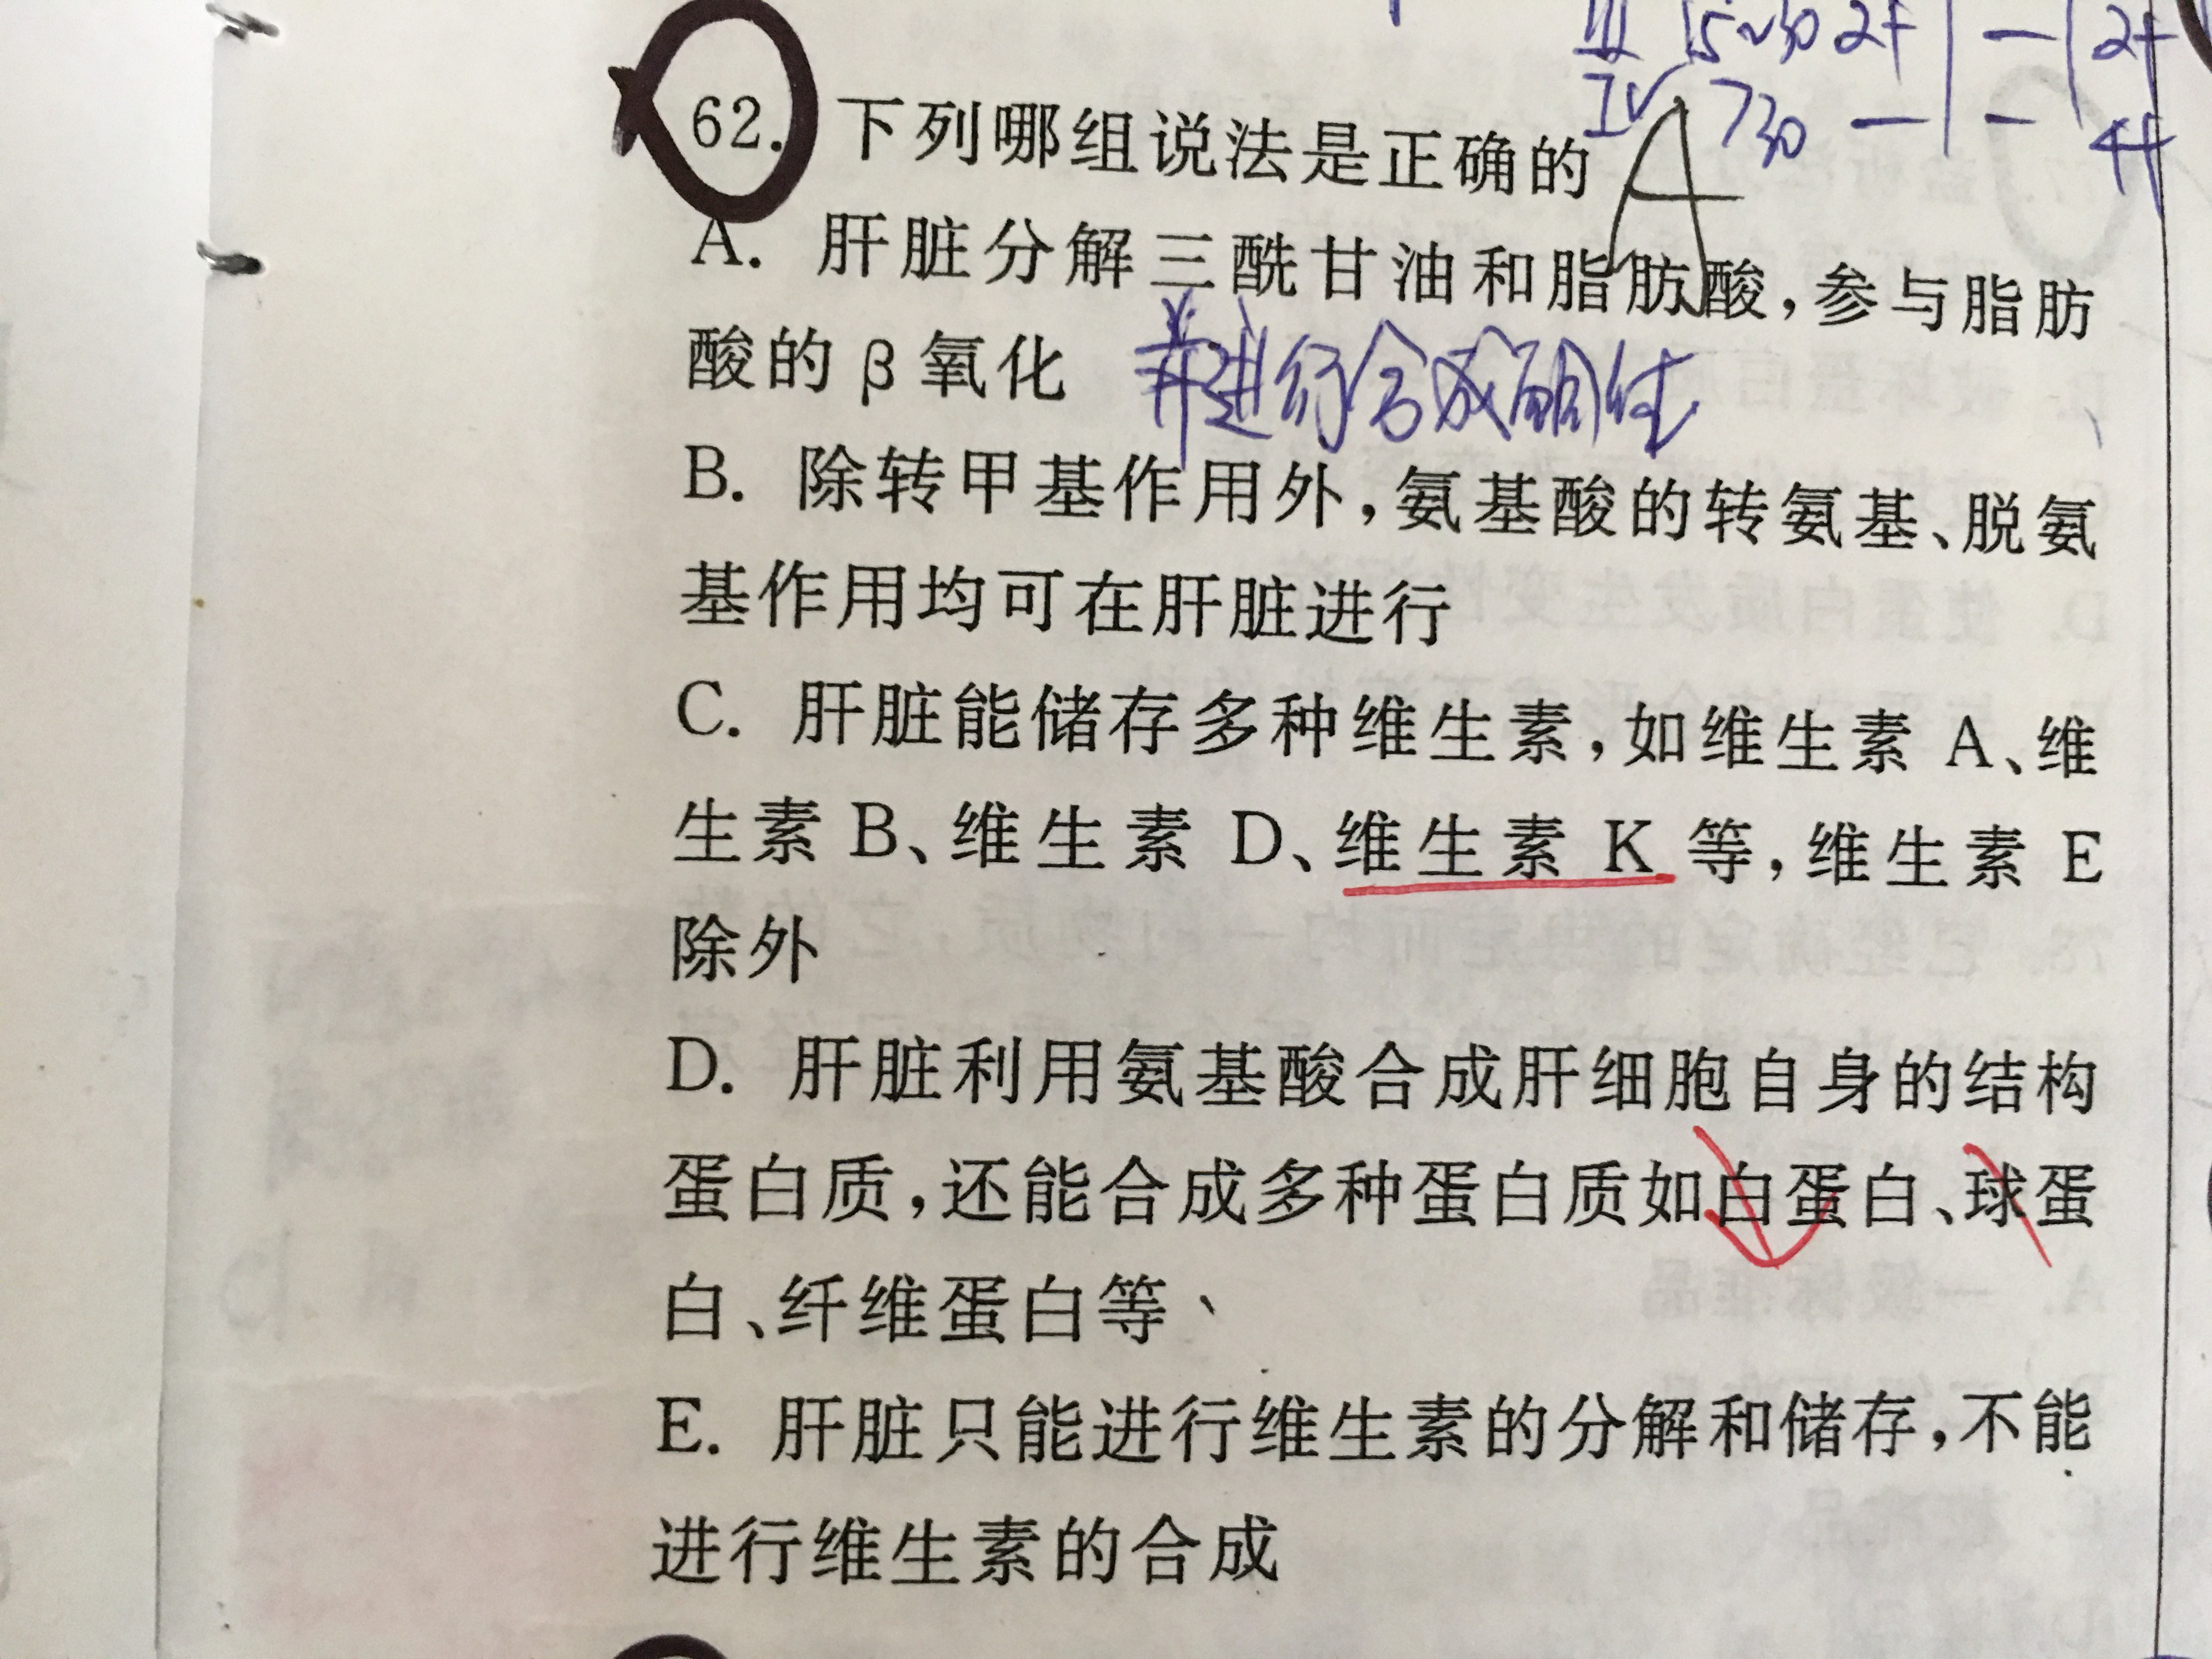 62. 下列哪组说法是正确的
A. 肝脏分解三酰甘油和脂肪酸，参与脂肪
酸的 β 氧化
B. 除转甲基作用外，氨基酸的转氨基、脱氨
基作用均可在肝脏进行
C. 肝脏能储存多种维生素，如维生素 A、维
生素 B、维生素 D、维生素 K 等，维生素 E
除外
D. 肝脏利用氨基酸合成肝细胞自身的结构
蛋白质，还能合成多种蛋白质如白蛋白、球蛋
白、纤维蛋白等、
E. 肝脏只能进行维生素的分解和储存，不能
进行维生素的合成
III 15~30 2f — 2f
IV >30 — —
A